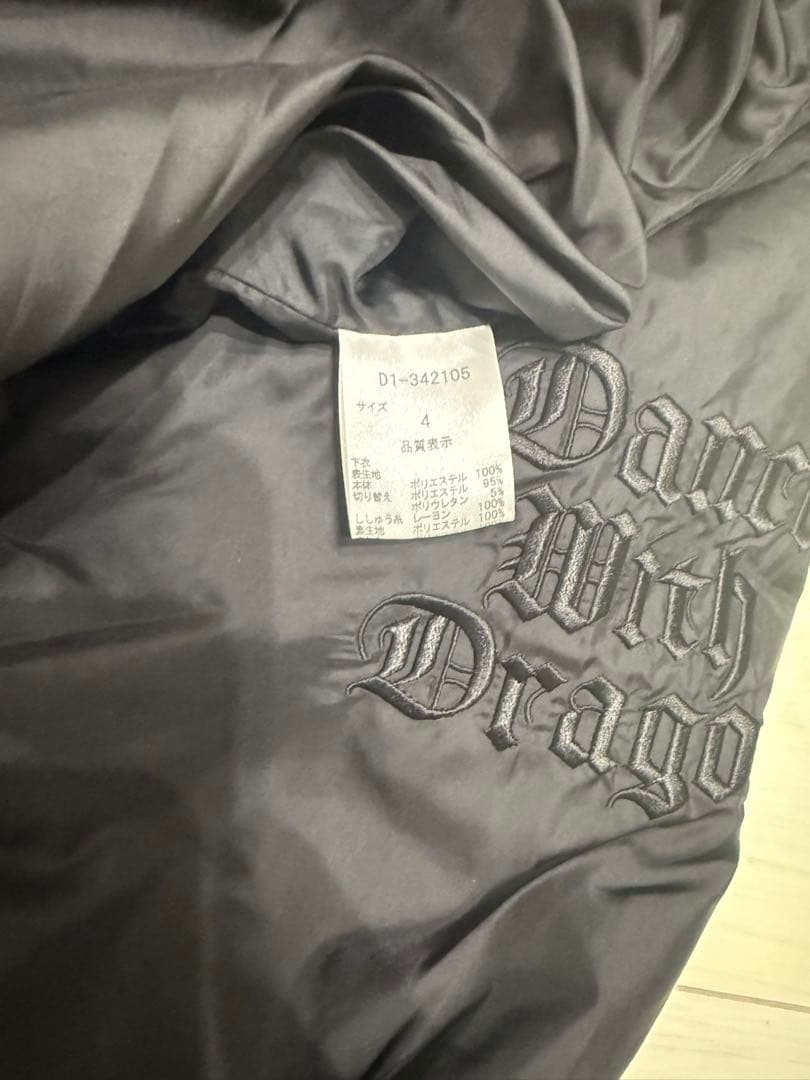 D1-342105
サイズ
4
品質表示
下衣
表生地
本体 ポリエステル 100%
切り替え ポリエステル 95%
ポリウレタン 5%
ししゅう糸 レーヨン 100%
裏生地 ポリエステル 100%
Danc
With
Drago